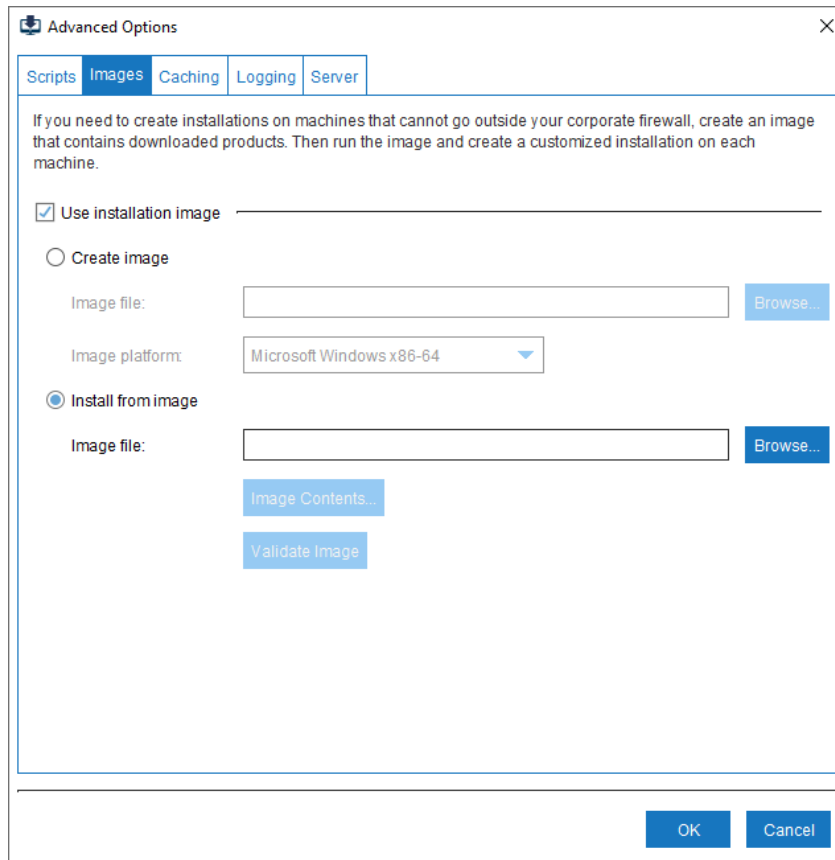 Advanced Options
Scripts Images Caching Logging Server
If you need to create installations on machines that cannot go outside your corporate firewall, create an image
that contains downloaded products. Then run the image and create a customized installation on each
machine.
Use installation image
Create image
Image file: Browse...
Image platform: Microsoft Windows x86-64
Install from image
Image file: Browse...
Image Contents...
Validate Image
OK Cancel